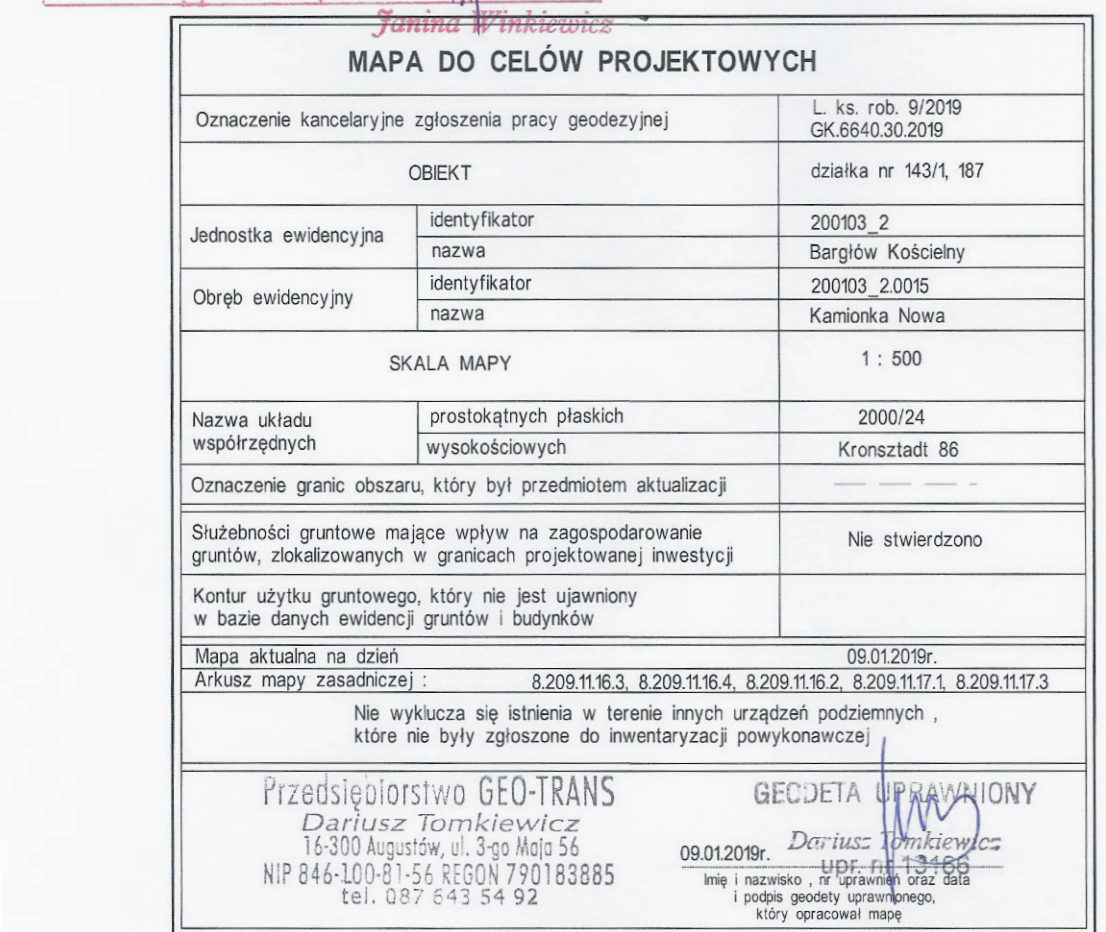 Janina Winkiewicz
MAPA DO CELÓW PROJEKTOWYCH
Oznaczenie kancelaryjne zgłoszenia pracy geodezyjnej
L. ks. rob. 9/2019
GK.6640.30.2019
OBIEKT
działka nr 143/1, 187
Jednostka ewidencyjna
identyfikator
200103_2
nazwa
Bargłów Kościelny
Obręb ewidencyjny
identyfikator
200103_2.0015
nazwa
Kamionka Nowa
SKALA MAPY
1 : 500
Nazwa układu
współrzędnych
prostokątnych płaskich
2000/24
wysokościowych
Kronsztadt 86
Oznaczenie granic obszaru, który był przedmiotem aktualizacji
Służebności gruntowe mające wpływ na zagospodarowanie
gruntów, zlokalizowanych w granicach projektowanej inwestycji
Nie stwierdzono
Kontur użytku gruntowego, który nie jest ujawniony
w bazie danych ewidencji gruntów i budynków
Mapa aktualna na dzień
09.01.2019r.
Arkusz mapy zasadniczej :
8.209.11.16.3, 8.209.11.16.4, 8.209.11.16.2, 8.209.11.17.1, 8.209.11.17.3
Nie wyklucza się istnienia w terenie innych urządzeń podziemnych ,
które nie były zgłoszone do inwentaryzacji powykonawczej
Przedsiębiorstwo GEO-TRANS
Dariusz Tomkiewicz
16-300 Augustów, ul. 3-go Maja 56
NIP 846-100-81-56 REGON 790183885
tel. 087 643 54 92
GEODETA UPRAWNIONY
Dariusz Tomkiewicz
09.01.2019r.
upr. nr 13166
Imię i nazwisko , nr uprawnień oraz data
i podpis geodety uprawnionego,
który opracował mapę